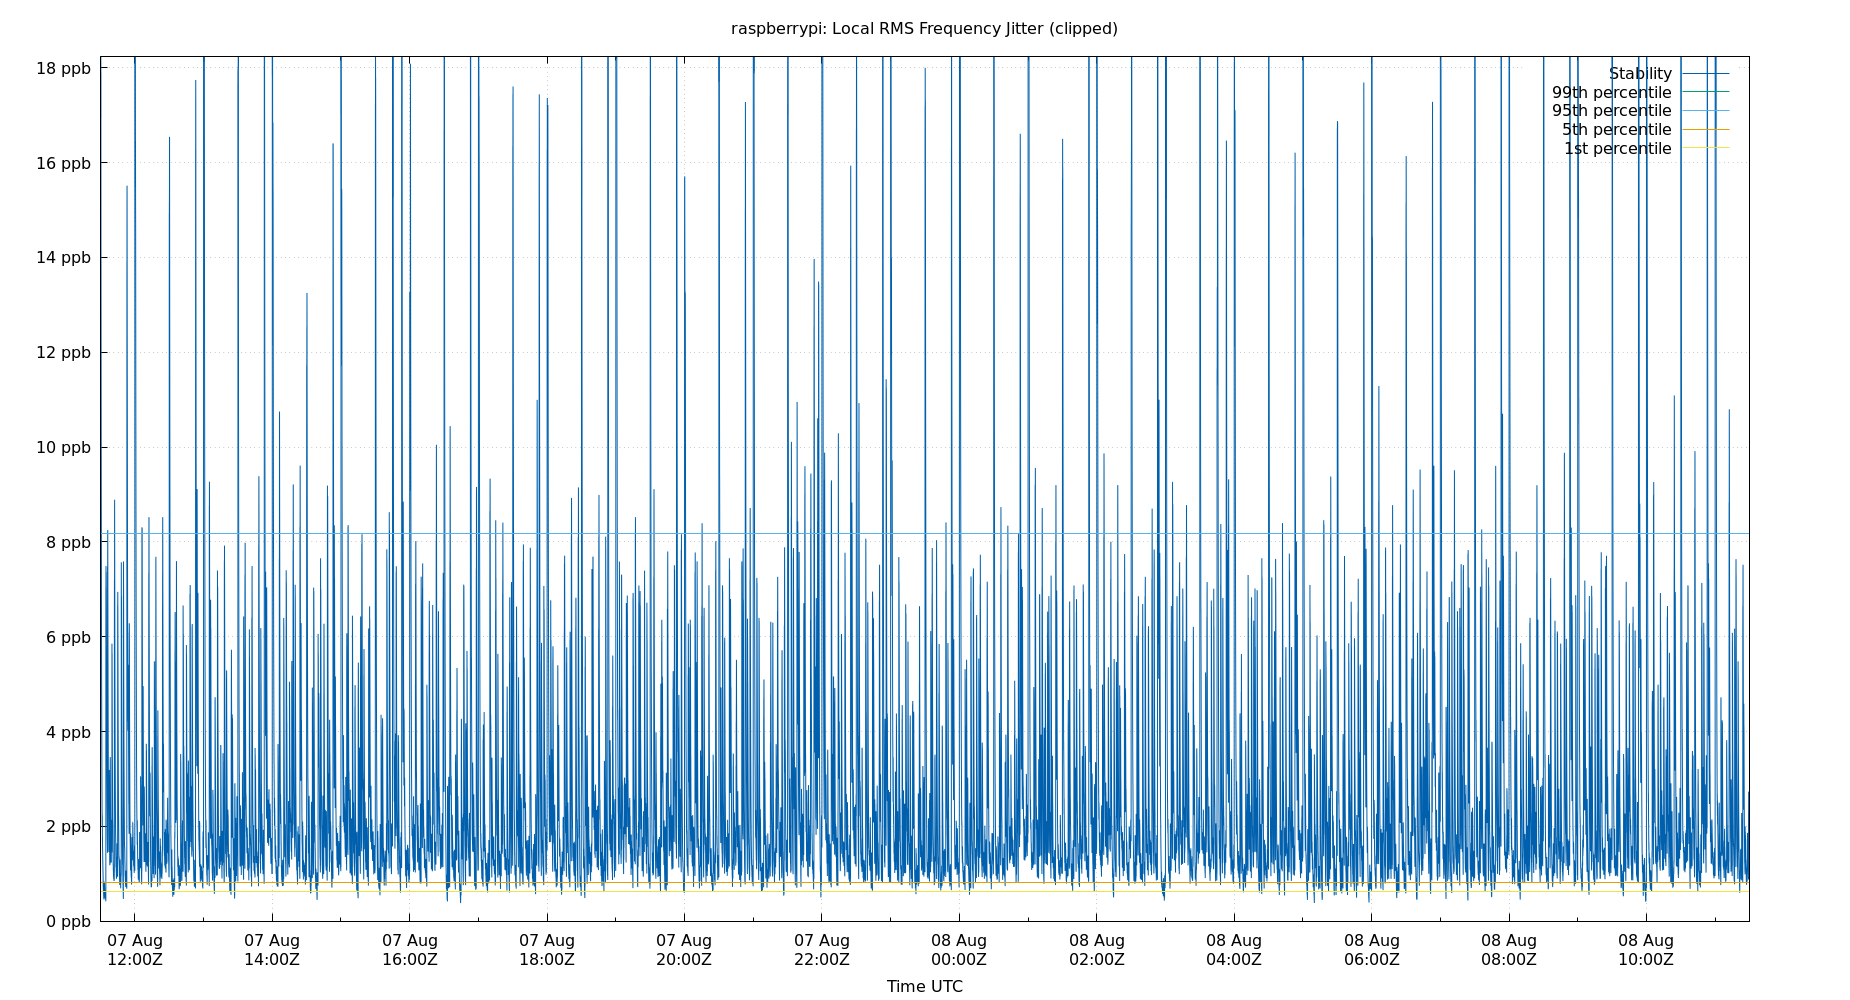 raspberrypi: Local RMS Frequency Jitter (clipped)
18 ppb
16 ppb
14 ppb
12 ppb
10 ppb
8 ppb
6 ppb
4 ppb
2 ppb
0 ppb
Stability
99th percentile
95th percentile
5th percentile
1st percentile
07 Aug 07 Aug 07 Aug 07 Aug 07 Aug 07 Aug 08 Aug 08 Aug 08 Aug 08 Aug 08 Aug 08 Aug
12:00Z 14:00Z 16:00Z 18:00Z 20:00Z 22:00Z 00:00Z 02:00Z 04:00Z 06:00Z 08:00Z 10:00Z
Time UTC